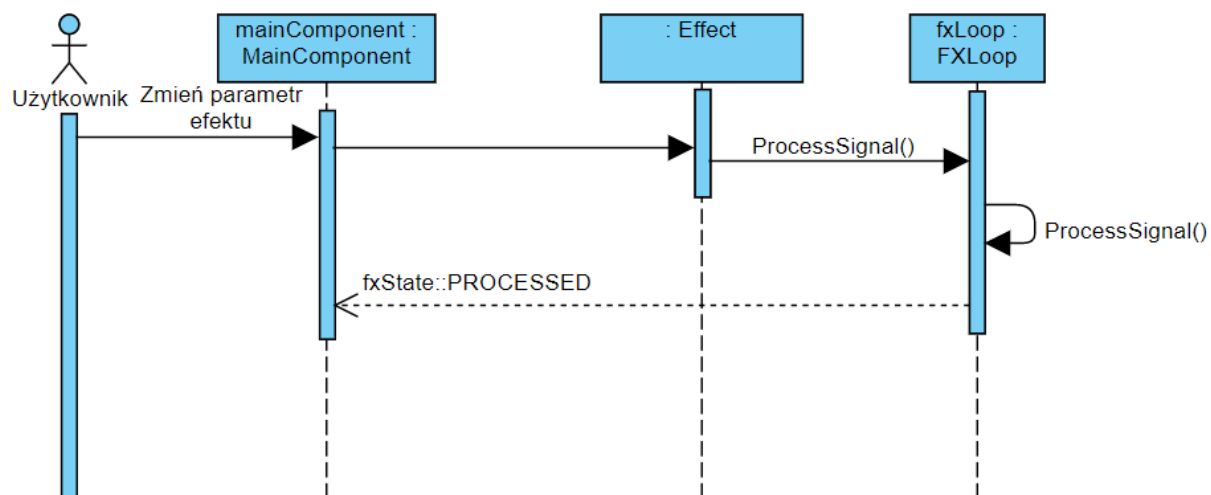 mainComponent :
MainComponent
: Effect
fxLoop :
FXLoop
Użytkownik
Zmień parametr
efektu
ProcessSignal()
ProcessSignal()
fxState::PROCESSED